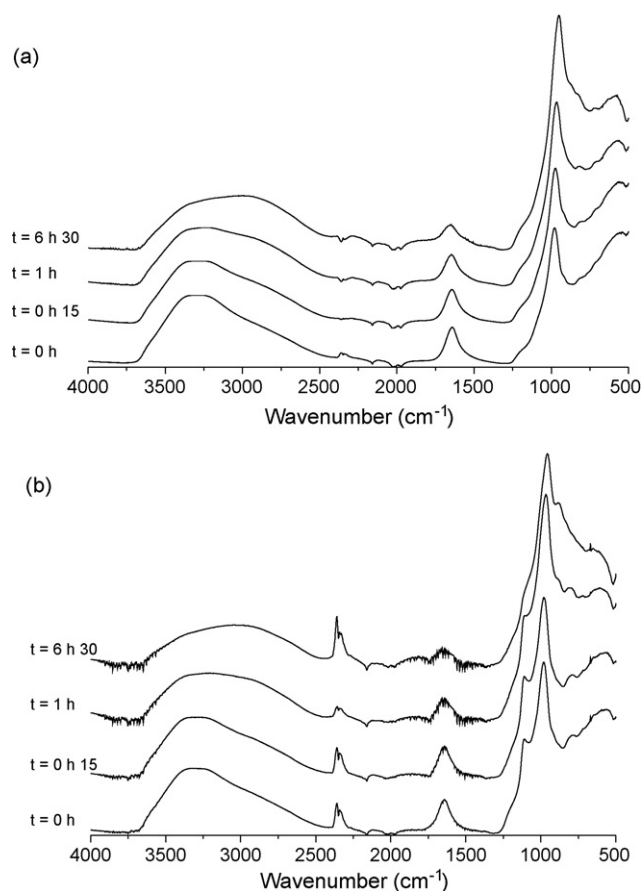 (a)
t = 6 h 30
t = 1 h
t = 0 h 15
t = 0 h
4000 3500 3000 2500 2000 1500 1000 500
Wavenumber (cm⁻¹)
(b)
t = 6 h 30
t = 1 h
t = 0 h 15
t = 0 h
4000 3500 3000 2500 2000 1500 1000 500
Wavenumber (cm⁻¹)